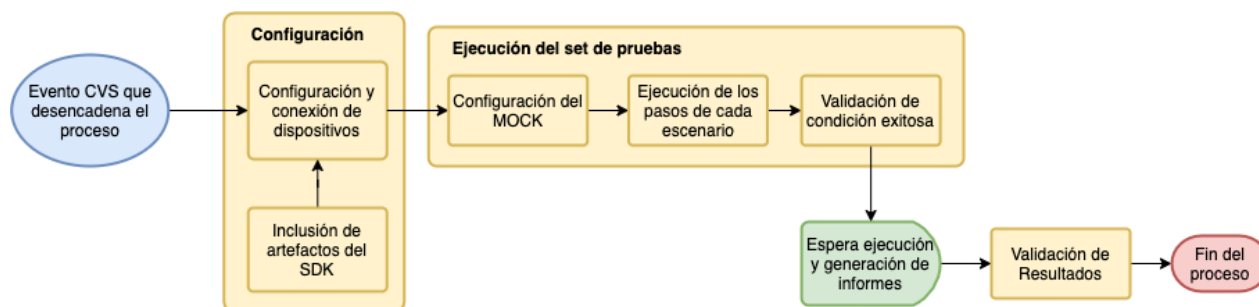 Configuración
Evento CVS que
desencadena el
proceso
Configuración y
conexión de
dispositivos
Inclusión de
artefactos del
SDK
Ejecución del set de pruebas
Configuración del
MOCK
Ejecución de los
pasos de cada
escenario
Validación de
condición exitosa
Espera ejecución
y generación de
informes
Validación de
Resultados
Fin del
proceso